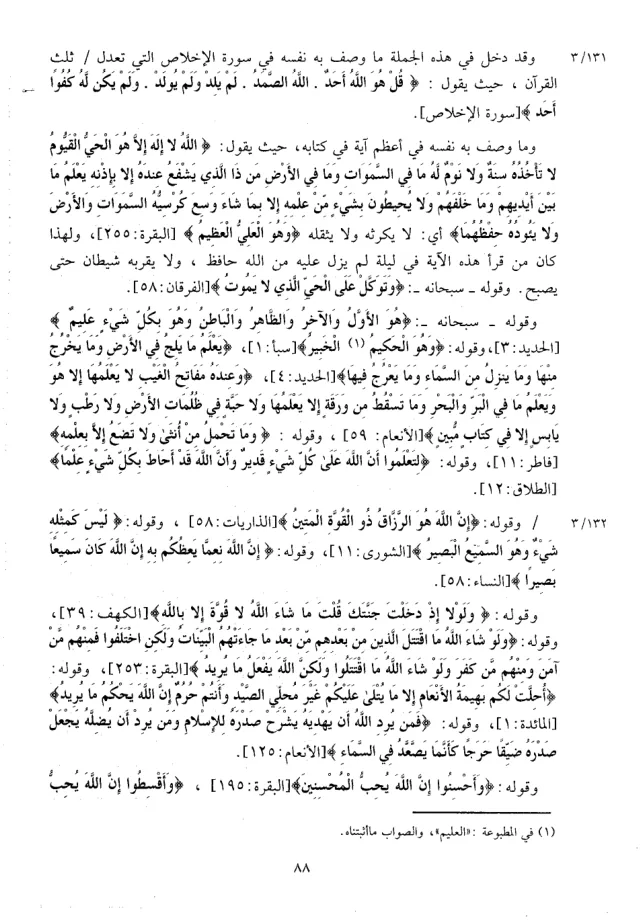 ٣/١٣١ وقد دخل في هذه الجملة ما وصف به نفسه في سورة الإخلاص التي تعدل / ثلث
القرآن ، حيث يقول : ﴿ قُلْ هُوَ اللَّهُ أَحَدٌ . اللَّهُ الصَّمَدُ . لَمْ يَلِدْ وَلَمْ يُولَدْ . وَلَمْ يَكُن لَّهُ كُفُوًا
أَحَد ﴾[سورة الإخلاص].
وما وصف به نفسه في أعظم آية في كتابه، حيث يقول: ﴿ اللَّهُ لا إِلَهَ إِلاَّ هُوَ الْحَيُّ الْقَيُّومُ
لا تَأْخُذُهُ سِنَةٌ وَلا نَوْمٌ لَّهُ مَا فِي السَّمَوَاتِ وَمَا فِي الأَرْضِ مَن ذَا الَّذِي يَشْفَعُ عِندَهُ إِلا بِإِذْنِهِ يَعْلَمُ مَا
بَيْنَ أَيْدِيهِمْ وَمَا خَلْفَهُمْ وَلا يُحِيطُونَ بِشَيْءٍ مِّنْ عِلْمِهِ إِلا بِمَا شَاءَ وَسِعَ كُرْسِيُّهُ السَّمَوَاتِ وَالأَرْضَ
وَلا يَئُودُهُ حِفْظُهُمَا﴾ أي: لا يكرثه ولا يثقله ﴿وَهُوَ الْعَلِيُّ الْعَظِيمُ﴾ [البقرة:٢٥٥]، ولهذا
كان من قرأ هذه الآية في ليلة لم يزل عليه من الله حافظ ، ولا يقربه شيطان حتى
يصبح. وقوله ـ سبحانه ـ:﴿وَتَوَكَّلْ عَلَى الْحَيِّ الَّذِي لا يَمُوتُ ﴾[الفرقان:٥٨].
وقوله ـ سبحانه ـ: ﴿هُوَ الأَوَّلُ وَالآخِرُ وَالظَّاهِرُ وَالْبَاطِنُ وَهُوَ بِكُلِّ شَيْءٍ عَلِيمٌ ﴾
[الحديد:٣]،وقوله: ﴿وَهُوَ الْحَكِيمُ (١) الْخَبِيرُ﴾[سبأ:١]، ﴿يَعْلَمُ مَا يَلِجُ فِي الأَرْضِ وَمَا يَخْرُجُ
مِنْهَا وَمَا يَنزِلُ مِنَ السَّمَاءِ وَمَا يَعْرُجُ فِيهَا﴾[الحديد:٤]، ﴿وَعِندَهُ مَفَاتِحُ الْغَيْبِ لا يَعْلَمُهَا إِلا هُوَ
وَيَعْلَمُ مَا فِي الْبَرِّ وَالْبَحْرِ وَمَا تَسْقُطُ مِن وَرَقَةٍ إِلا يَعْلَمُهَا وَلا حَبَّةٍ فِي ظُلُمَاتِ الأَرْضِ وَلا رَطْبٍ وَلا
يَابِسٍ إِلا فِي كِتَابٍ مُّبِينٍ ﴾[الأنعام: ٥٩] ، وقوله : ﴿ وَمَا تَحْمِلُ مِنْ أُنثَى وَلا تَضَعُ إِلاَّ بِعِلْمِهِ﴾
[فاطر:١١]، وقوله: ﴿لِتَعْلَمُوا أَنَّ اللَّهَ عَلَى كُلِّ شَيْءٍ قَدِيرٌ وَأَنَّ اللَّهَ قَدْ أَحَاطَ بِكُلِّ شَيْءٍ عِلْمًا﴾
[الطلاق:١٢].
٣/١٣٢ / وقوله :﴿إِنَّ اللَّهَ هُوَ الرَّزَّاقُ ذُو الْقُوَّةِ الْمَتِينُ ﴾[الذاريات:٥٨] ، وقوله:﴿ لَيْسَ كَمِثْلِهِ
شَيْءٌ وَهُوَ السَّمِيعُ الْبَصِيرُ ﴾[الشورى:١١]، وقوله:﴿ إِنَّ اللَّهَ نِعِمَّا يَعِظُكُم بِهِ إِنَّ اللَّهَ كَانَ سَمِيعًا
بَصِيرًا ﴾[النساء:٥٨].
وقوله : ﴿ وَلَوْلا إِذْ دَخَلْتَ جَنَّتَكَ قُلْتَ مَا شَاءَ اللَّهُ لا قُوَّةَ إِلا بِاللَّهِ﴾[الكهف:٣٩]،
وقوله: ﴿وَلَوْ شَاءَ اللَّهُ مَا اقْتَتَلَ الَّذِينَ مِنْ بَعْدِهِم مِّنْ بَعْدِ مَا جَاءَتْهُمُ الْبَيِّنَاتُ وَلَكِنِ اخْتَلَفُوا فَمِنْهُم مَّنْ
آمَنَ وَمِنْهُم مَّن كَفَرَ وَلَوْ شَاءَ اللَّهُ مَا اقْتَتَلُوا وَلَكِنَّ اللَّهَ يَفْعَلُ مَا يُرِيدُ﴾[البقرة:٢٥٣]، وقوله:
﴿أُحِلَّتْ لَكُم بَهِيمَةُ الأَنْعَامِ إِلا مَا يُتْلَى عَلَيْكُمْ غَيْرَ مُحِلِّي الصَّيْدِ وَأَنتُمْ حُرُمٌ إِنَّ اللَّهَ يَحْكُمُ مَا يُرِيدُ﴾
[المائدة:١]، وقوله: ﴿فَمَن يُرِدِ اللَّهُ أَن يَهْدِيَهُ يَشْرَحْ صَدْرَهُ لِلإِسْلامِ وَمَن يُرِدْ أَن يُضِلَّهُ يَجْعَلْ
صَدْرَهُ ضَيِّقًا حَرَجًا كَأَنَّمَا يَصَّعَّدُ فِي السَّمَاءِ ﴾[الأنعام:١٢٥].
وقوله: ﴿وَأَحْسِنُوا إِنَّ اللَّهَ يُحِبُّ الْمُحْسِنِينَ﴾[البقرة:١٩٥] ، ﴿وَأَقْسِطُوا إِنَّ اللَّهَ يُحِبُّ
(١) في المطبوعة :«العليم»، والصواب ماأثبتناه.
٨٨